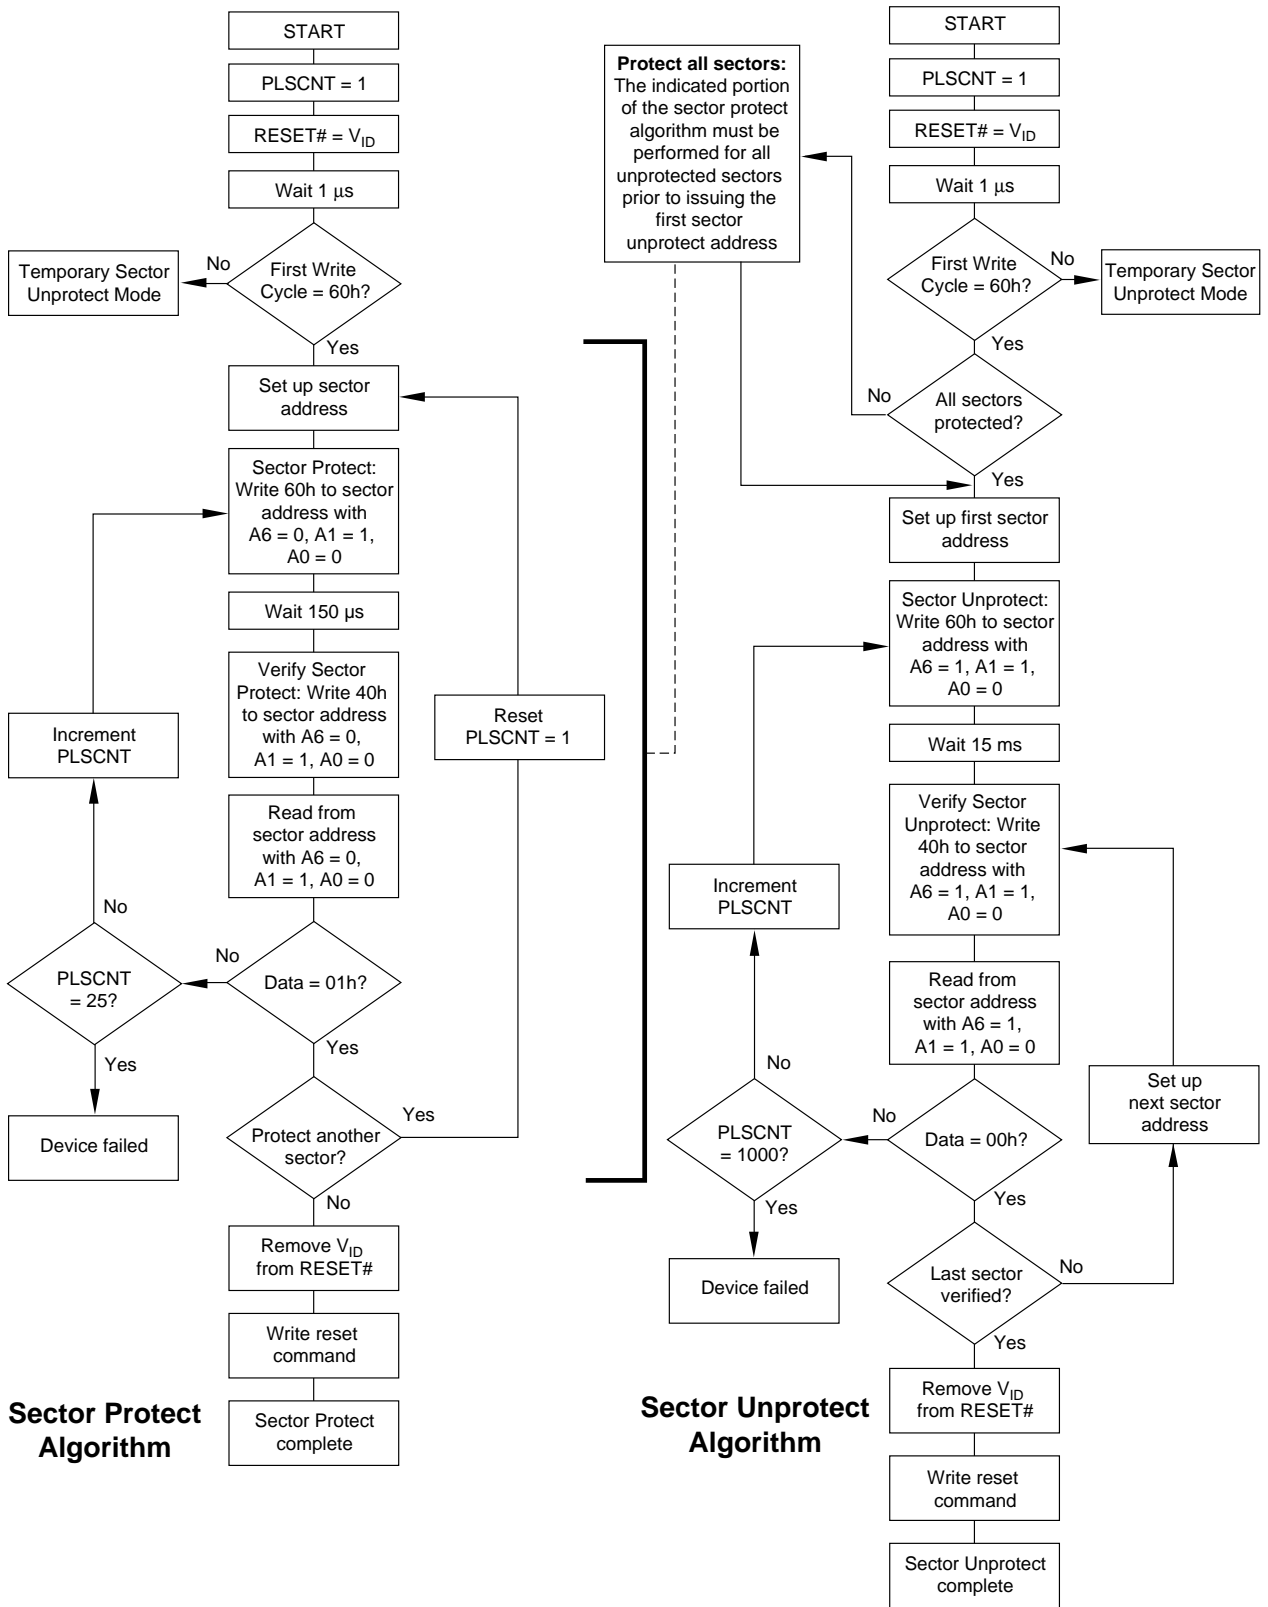 START
PLSCNT = 1
RESET# = VID
Wait 1 μs
First Write
Cycle = 60h?
No
Temporary Sector
Unprotect Mode
Yes
Set up sector
address
Sector Protect:
Write 60h to sector
address with
A6 = 0, A1 = 1,
A0 = 0
Wait 150 µs
Verify Sector
Protect: Write 40h
to sector address
with A6 = 0,
A1 = 1, A0 = 0
Increment
PLSCNT
Reset
PLSCNT = 1
Read from
sector address
with A6 = 0,
A1 = 1, A0 = 0
No
PLSCNT
= 25?
No
Data = 01h?
Yes
Yes
Device failed
Protect another
sector?
Yes
No
Remove VID
from RESET#
Write reset
command
Sector Protect
complete
Sector Protect
Algorithm
Protect all sectors:
The indicated portion
of the sector protect
algorithm must be
performed for all
unprotected sectors
prior to issuing the
first sector
unprotect address
START
PLSCNT = 1
RESET# = VID
Wait 1 μs
First Write
Cycle = 60h?
No
Temporary Sector
Unprotect Mode
Yes
No
All sectors
protected?
Yes
Set up first sector
address
Sector Unprotect:
Write 60h to sector
address with
A6 = 1, A1 = 1,
A0 = 0
Wait 15 ms
Verify Sector
Unprotect: Write
40h to sector
address with
A6 = 1, A1 = 1,
A0 = 0
Increment
PLSCNT
Read from
sector address
with A6 = 1,
A1 = 1, A0 = 0
No
Set up
next sector
address
PLSCNT
= 1000?
No
Data = 00h?
Yes
Yes
Device failed
Last sector
verified?
No
Yes
Remove VID
from RESET#
Write reset
command
Sector Unprotect
complete
Sector Unprotect
Algorithm